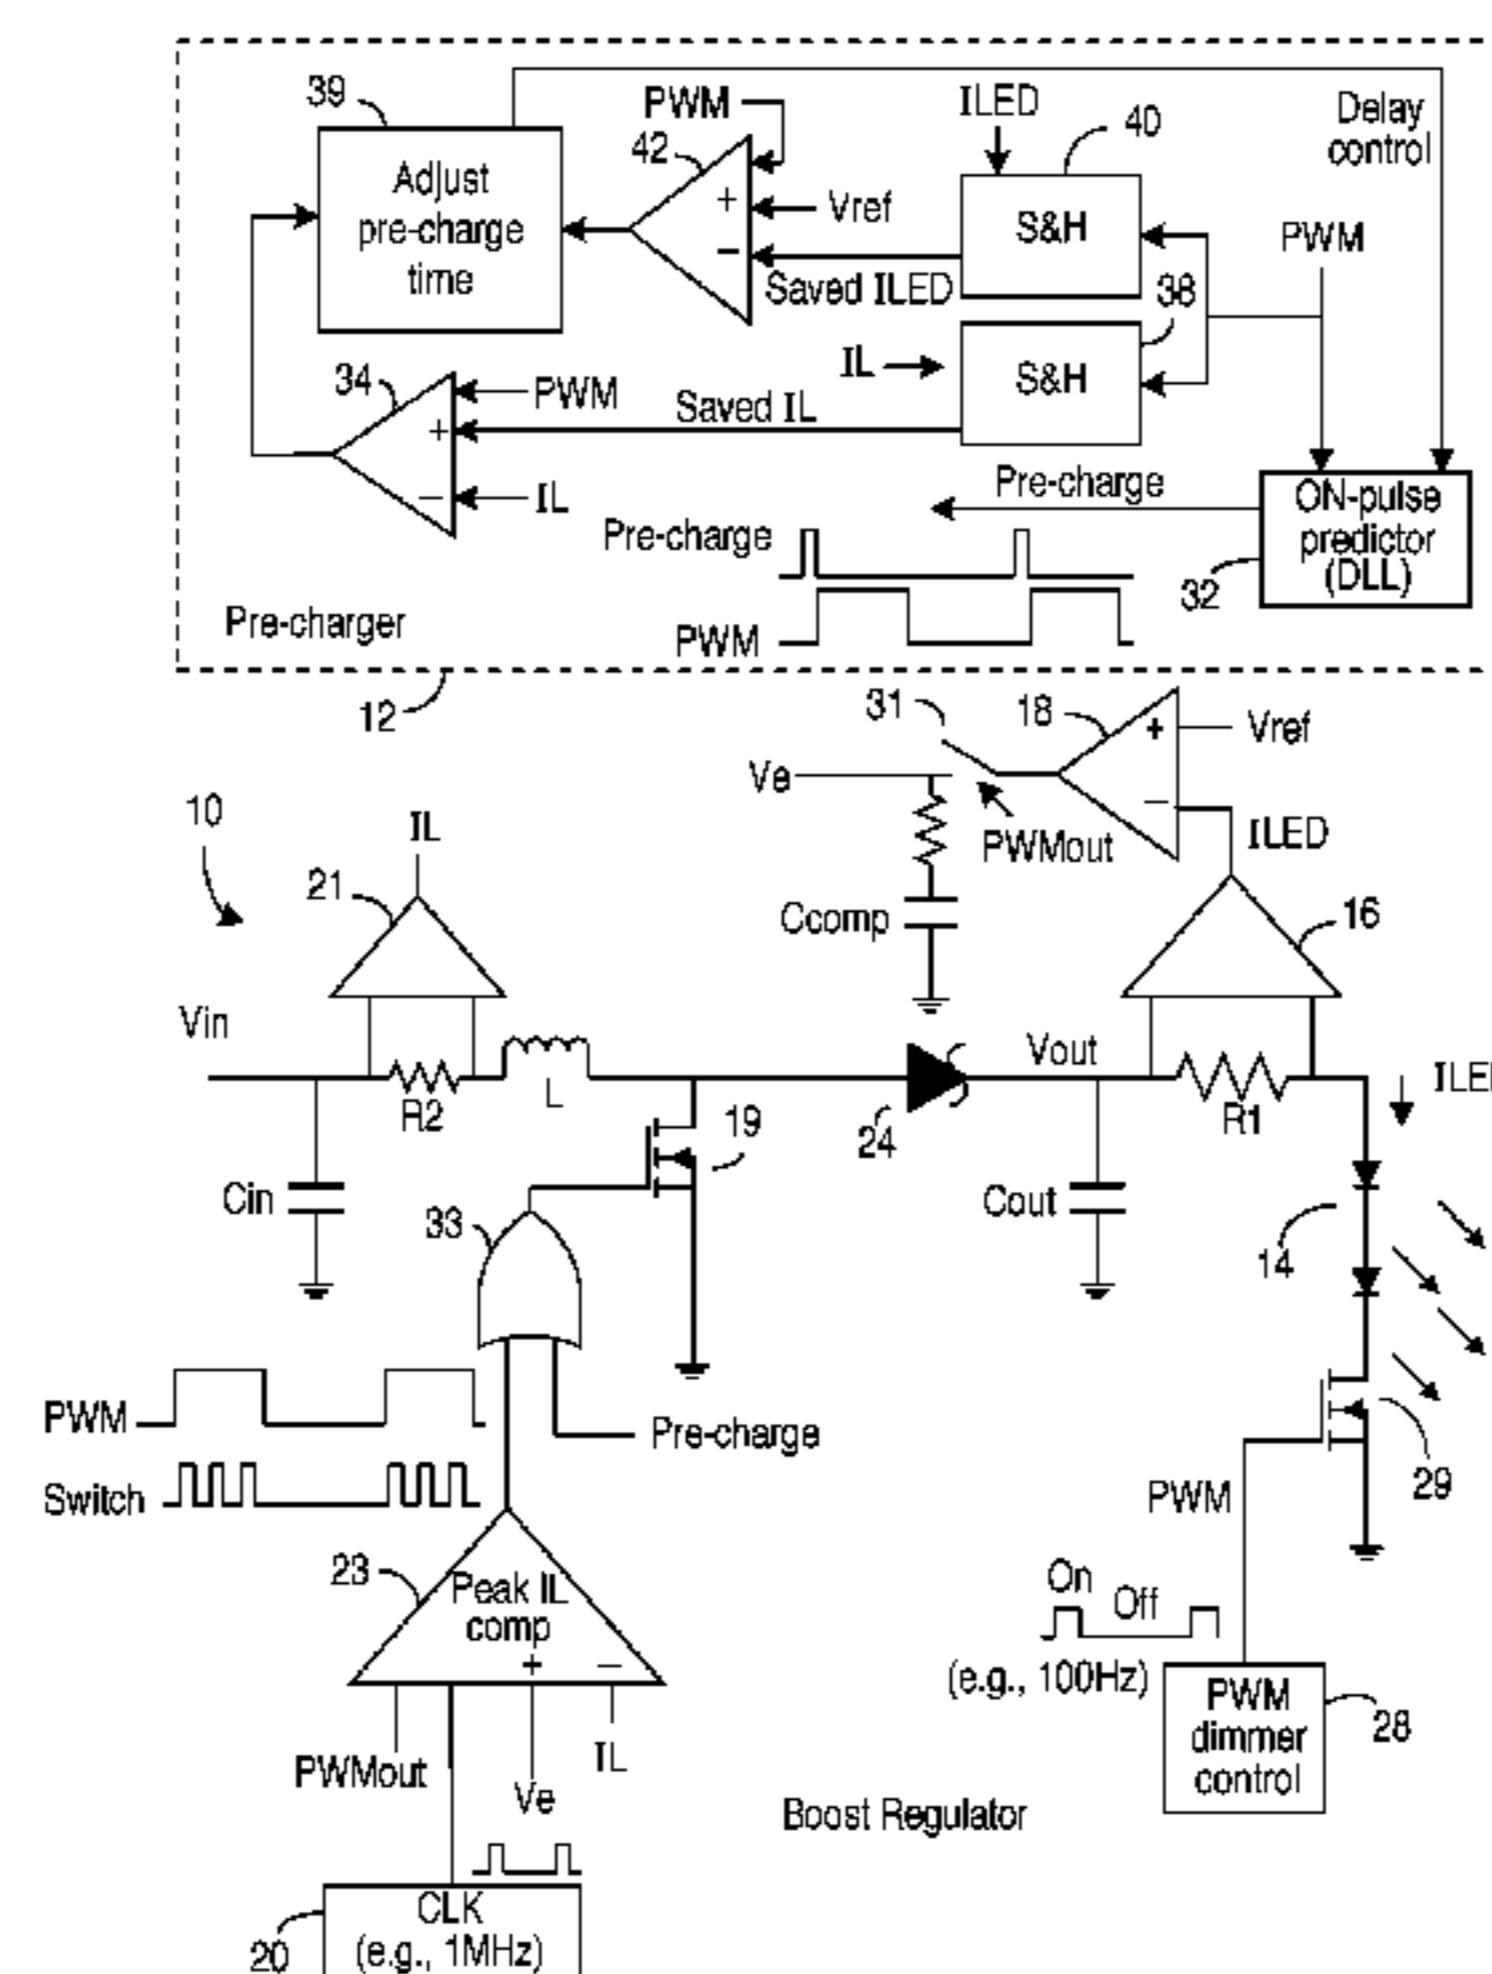 39
PWM
ILED
40
Delay
control
42
Adjust
pre-charge
time
+
Vref
−
S&H
PWM
Saved ILED
38
34
PWM
IL
S&H
Saved IL
+
−
IL
Pre-charge
ON-pulse
predictor
(DLL)
Pre-charge
32
Pre-charger
PWM
12
31
18
+
Vref
Ve
−
10
IL
PWMout
ILED
21
Ccomp
16
Vin
Vout
R2
L
19
24
R1
Cin
33
Cout
14
PWM
Pre-charge
Switch
PWM
29
23
Peak IL
comp
+ −
On
Off
(e.g., 100Hz)
PWM
dimmer
control
28
PWMout
IL
Ve
Boost Regulator
CLK
(e.g., 1MHz)
20